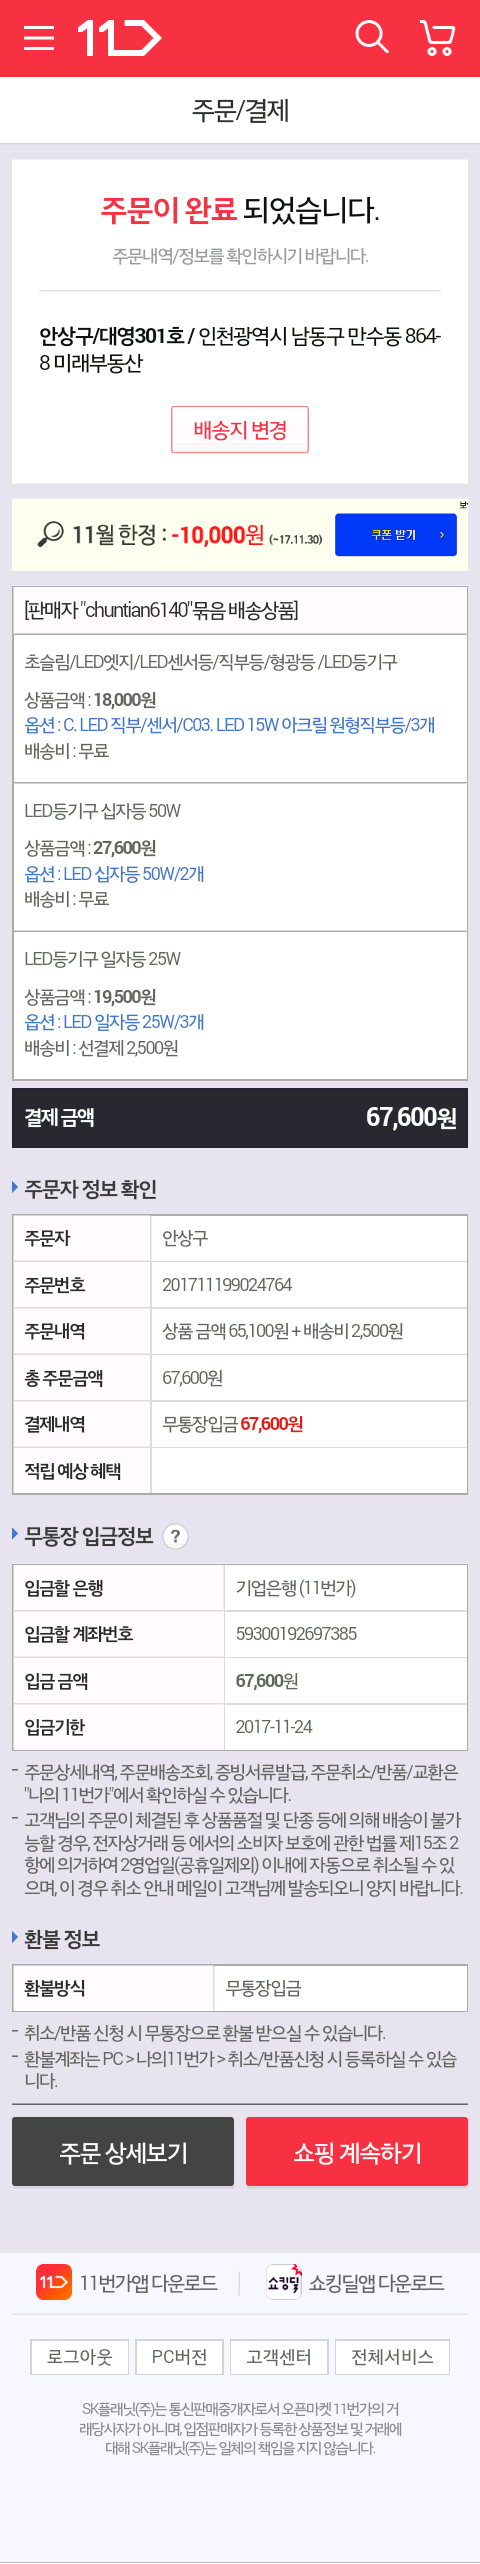 11
주문/결제
주문이 완료 되었습니다.
주문내역/정보를 확인하시기 바랍니다.
안상구/대영301호 / 인천광역시 남동구 만수동 864-
8 미래부동산
배송지 변경
11월 한정 : -10,000원 (~17.11.30)
쿠폰 받기 >
[판매자 "chuntian6140"묶음 배송상품]
초슬림/LED엣지/LED센서등/직부등/형광등 /LED등기구
상품금액 : 18,000원
옵션 : C. LED 직부/센서/C03. LED 15W 아크릴 원형직부등/3개
배송비 : 무료
LED등기구 십자등 50W
상품금액 : 27,600원
옵션 : LED 십자등 50W/2개
배송비 : 무료
LED등기구 일자등 25W
상품금액 : 19,500원
옵션 : LED 일자등 25W/3개
배송비 : 선결제 2,500원
결제 금액 67,600원
주문자 정보 확인
주문자 안상구
주문번호 201711199024764
주문내역 상품 금액 65,100원 + 배송비 2,500원
총 주문금액 67,600원
결제내역 무통장입금 67,600원
적립 예상 혜택
무통장 입금정보 ?
입금할 은행 기업은행 (11번가)
입금할 계좌번호 59300192697385
입금 금액 67,600원
입금기한 2017-11-24
- 주문상세내역, 주문배송조회, 증빙서류발급, 주문취소/반품/교환은
"나의 11번가"에서 확인하실 수 있습니다.
- 고객님의 주문이 체결된 후 상품품절 및 단종 등에 의해 배송이 불가
능할 경우, 전자상거래 등 에서의 소비자 보호에 관한 법률 제15조 2
항에 의거하여 2영업일(공휴일제외) 이내에 자동으로 취소될 수 있
으며, 이 경우 취소 안내 메일이 고객님께 발송되오니 양지 바랍니다.
환불 정보
환불방식 무통장입금
- 취소/반품 신청 시 무통장으로 환불 받으실 수 있습니다.
- 환불계좌는 PC > 나의11번가 > 취소/반품신청 시 등록하실 수 있습
니다.
주문 상세보기 쇼핑 계속하기
11 11번가앱 다운로드 쇼킹딜 쇼킹딜앱 다운로드
로그아웃 PC버전 고객센터 전체서비스
SK플래닛(주)는 통신판매중개자로서 오픈마켓 11번가의 거
래당사자가 아니며, 입점판매자가 등록한 상품정보 및 거래에
대해 SK플래닛(주)는 일체의 책임을 지지 않습니다.